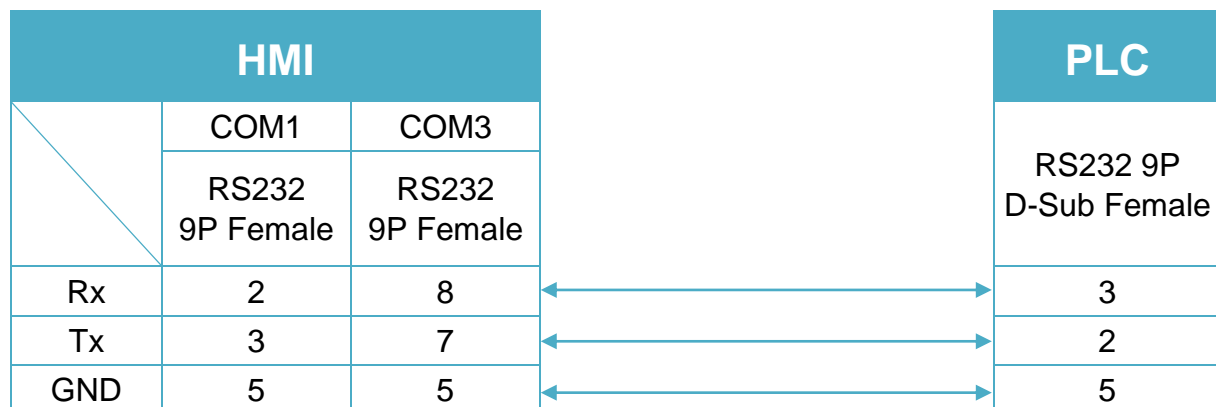 HMI
PLC
COM1 COM3
RS232
9P Female
RS232
9P Female
RS232 9P
D-Sub Female
Rx 2 8 3
Tx 3 7 2
GND 5 5 5